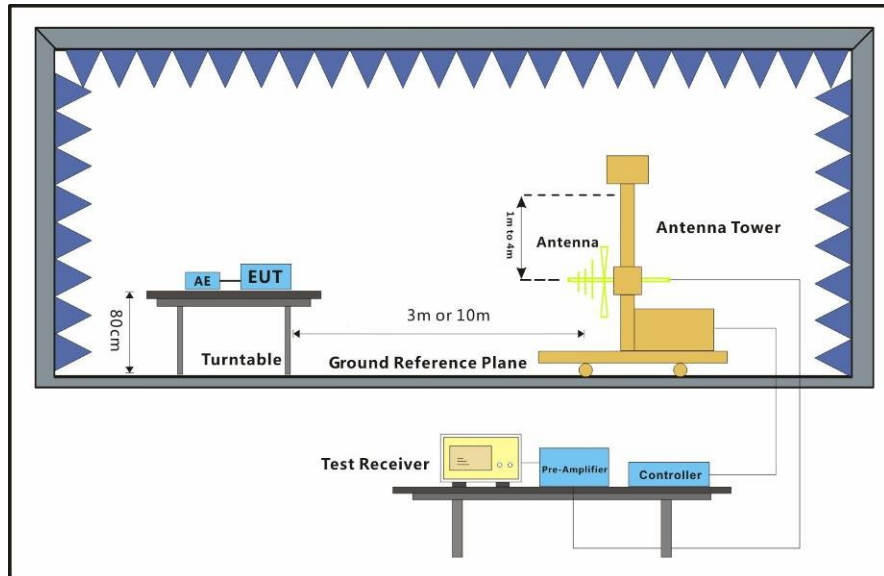 1m to 4m
Antenna
Antenna Tower
AE
EUT
80cm
3m or 10m
Turntable
Ground Reference Plane
Test Receiver
Pre-Amplifier
Controller